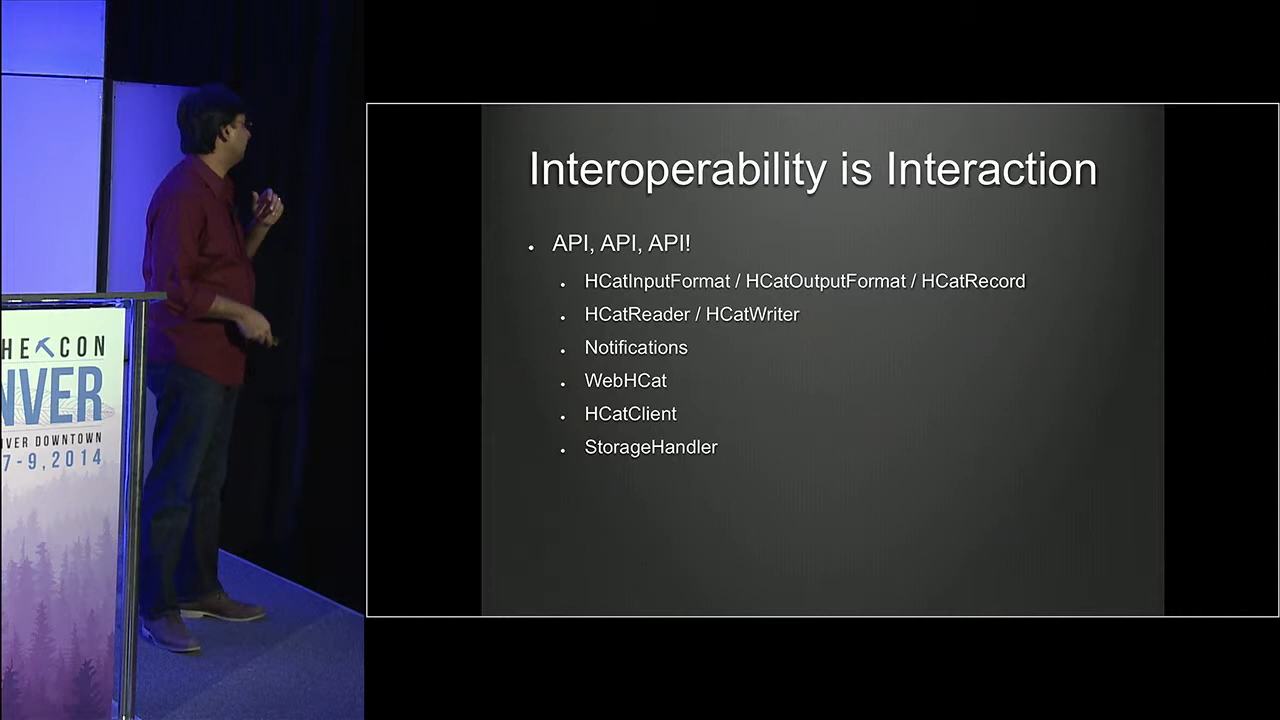 HE CON
NVER
VER DOWNTOWN
7-9, 2014
Interoperability is Interaction
API, API, API!
HCatInputFormat / HCatOutputFormat / HCatRecord
HCatReader / HCatWriter
Notifications
WebHCat
HCatClient
StorageHandler